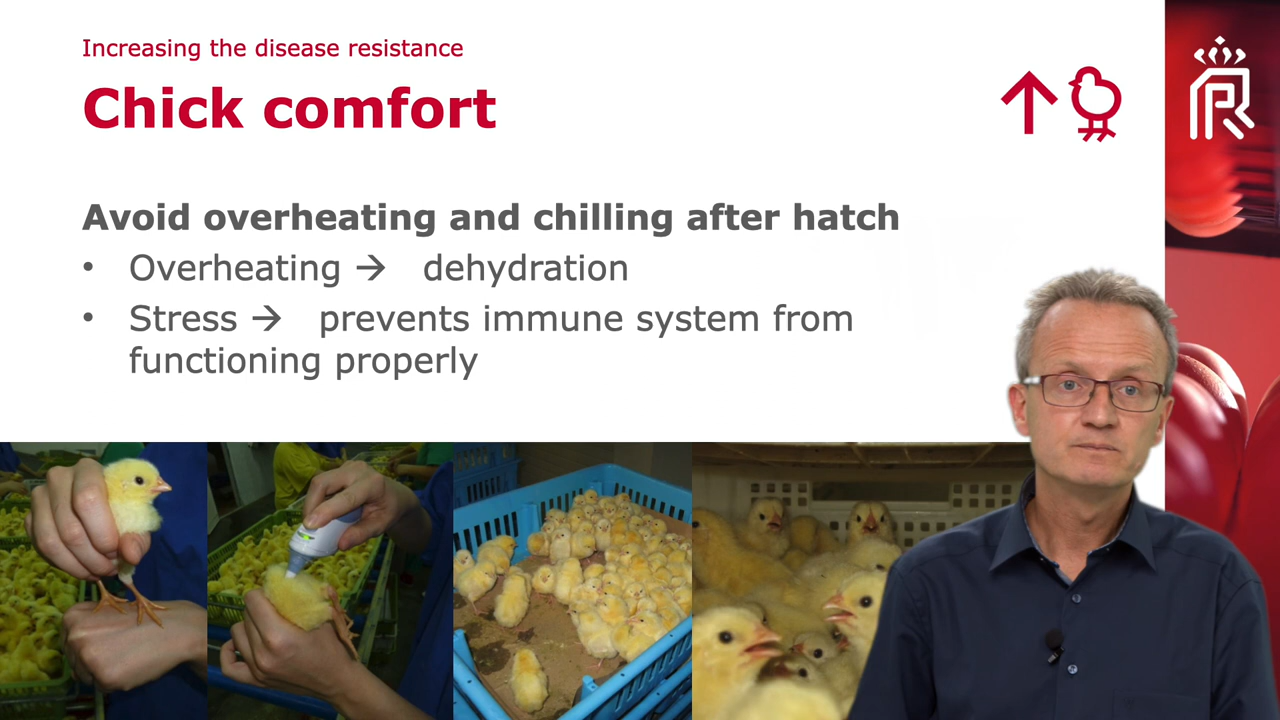 Increasing the disease resistance
Chick comfort
Avoid overheating and chilling after hatch
• Overheating → dehydration
• Stress → prevents immune system from
functioning properly